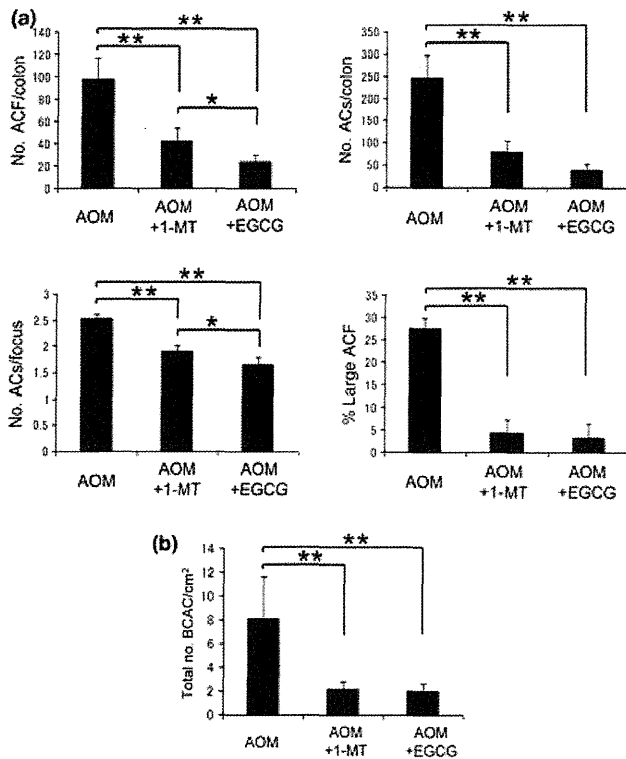 (a)
**
**
*
No. ACF/colon
120
100
80
60
40
20
0
AOM
AOM
+1-MT
AOM
+EGCG
**
**
No. ACs/colon
350
300
250
200
150
100
50
0
AOM
AOM
+1-MT
AOM
+EGCG
**
**
*
No. ACs/focus
3
2.5
2
1.5
1
0.5
0
AOM
AOM
+1-MT
AOM
+EGCG
**
**
% Large ACF
35
30
25
20
15
10
5
0
AOM
AOM
+1-MT
AOM
+EGCG
(b)
**
**
Total no. BCAC/cm²
14
12
10
8
6
4
2
0
AOM
AOM
+1-MT
AOM
+EGCG